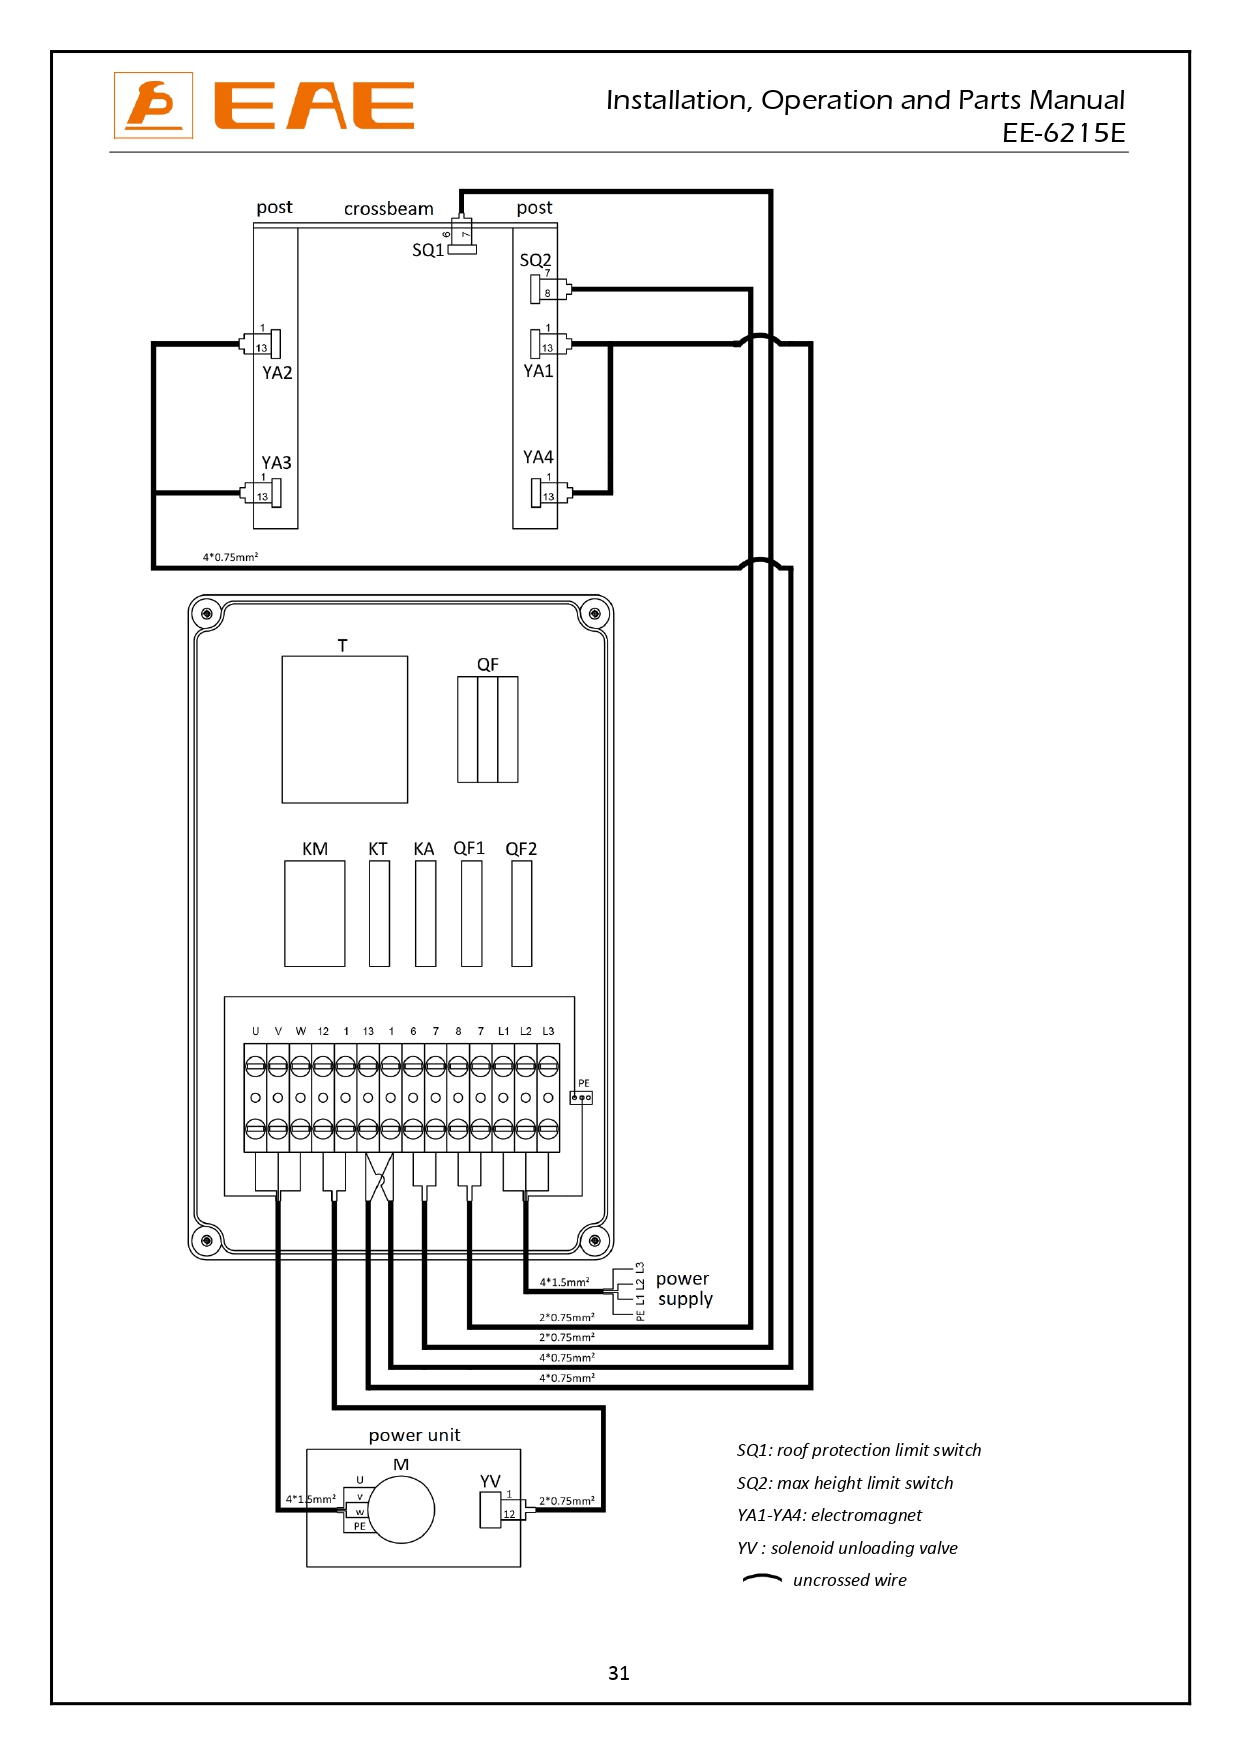 EAE
Installation, Operation and Parts Manual
EE-6215E
post crossbeam post
6 7
SQ1
SQ2
7
8
1
13
YA2
1
13
YA1
YA3
1
13
YA4
1
13
4*0.75mm²
T
QF
KM KT KA QF1 QF2
U V W 12 1 13 1 6 7 8 7 L1 L2 L3
PE
4*1.5mm²
PE L1 L2 L3
power
supply
2*0.75mm²
2*0.75mm²
4*0.75mm²
4*0.75mm²
power unit
M
U
V
W
PE
4*1.5mm²
YV
1
12
2*0.75mm²
SQ1: roof protection limit switch
SQ2: max height limit switch
YA1-YA4: electromagnet
YV : solenoid unloading valve
uncrossed wire
31